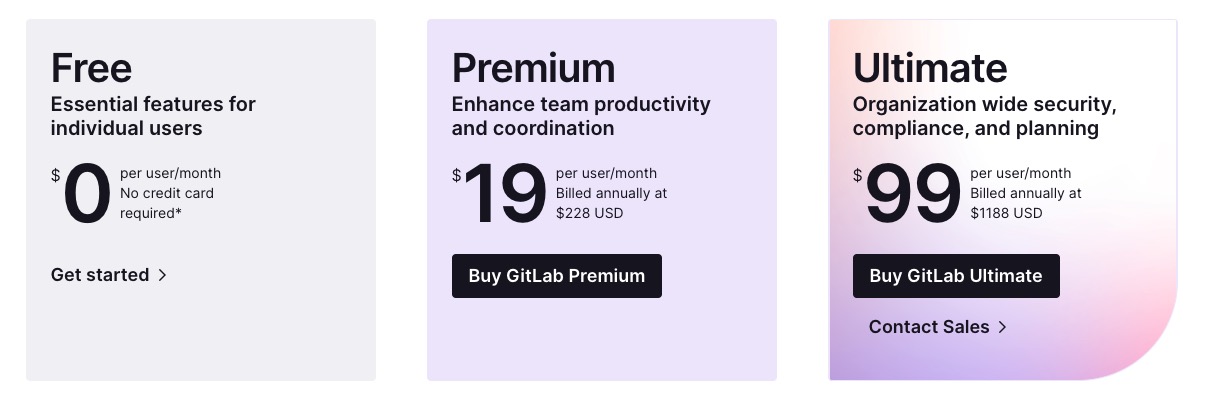 Free
Essential features for
individual users
$0
per user/month
No credit card
required*
Get started
Premium
Enhance team productivity
and coordination
$19
per user/month
Billed annually at
$228 USD
Buy GitLab Premium
Ultimate
Organization wide security,
compliance, and planning
$99
per user/month
Billed annually at
$1188 USD
Buy GitLab Ultimate
Contact Sales